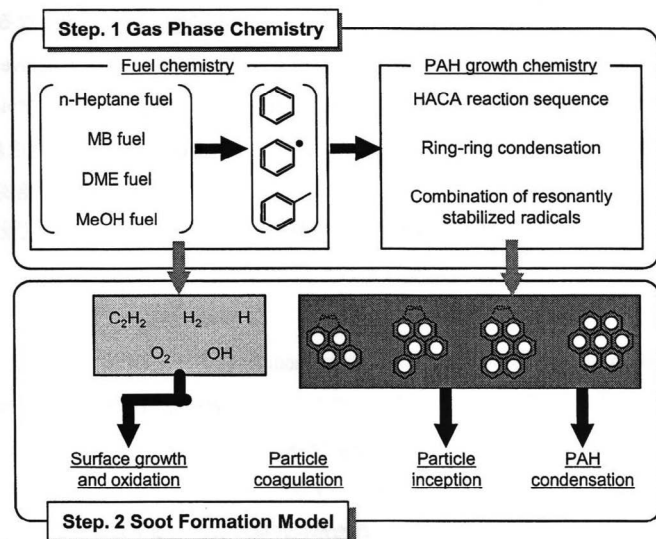 Step. 1 Gas Phase Chemistry
Fuel chemistry
n-Heptane fuel
MB fuel
DME fuel
MeOH fuel
PAH growth chemistry
HACA reaction sequence
Ring-ring condensation
Combination of resonantly
stabilized radicals
C₂H₂ H₂ H
O₂ OH
Surface growth
and oxidation
Particle
coagulation
Particle
inception
PAH
condensation
Step. 2 Soot Formation Model